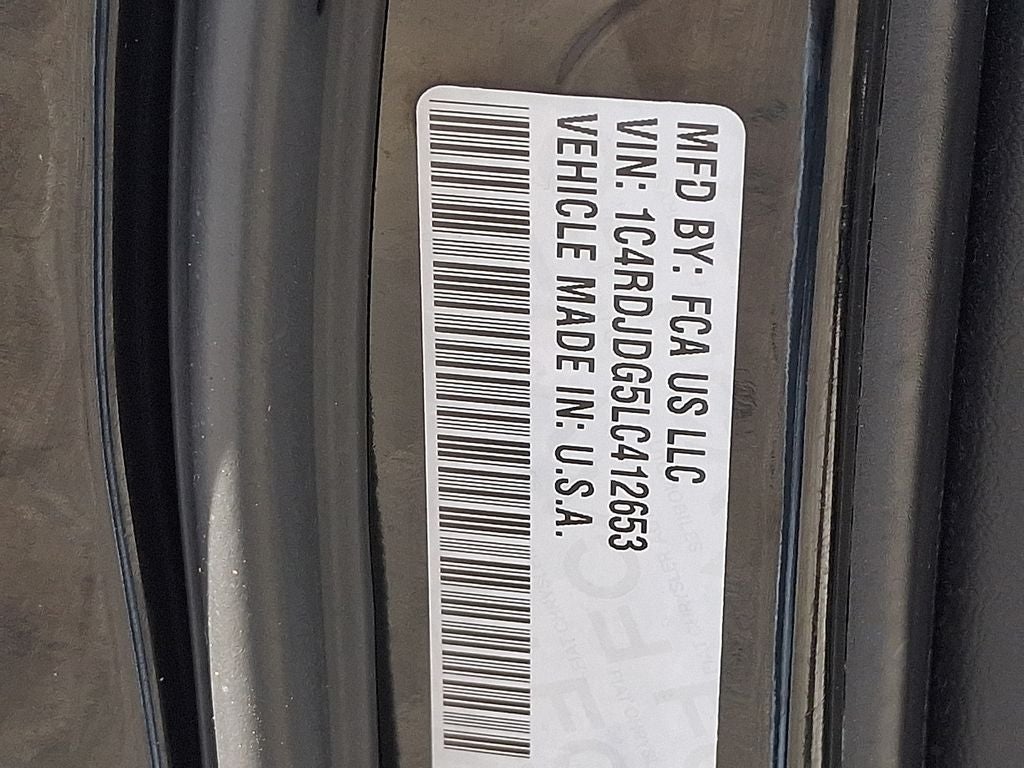 MFD BY: FCA US LLC
VIN: 1C4RDJDG5LC412653
VEHICLE MADE IN: U.S.A.